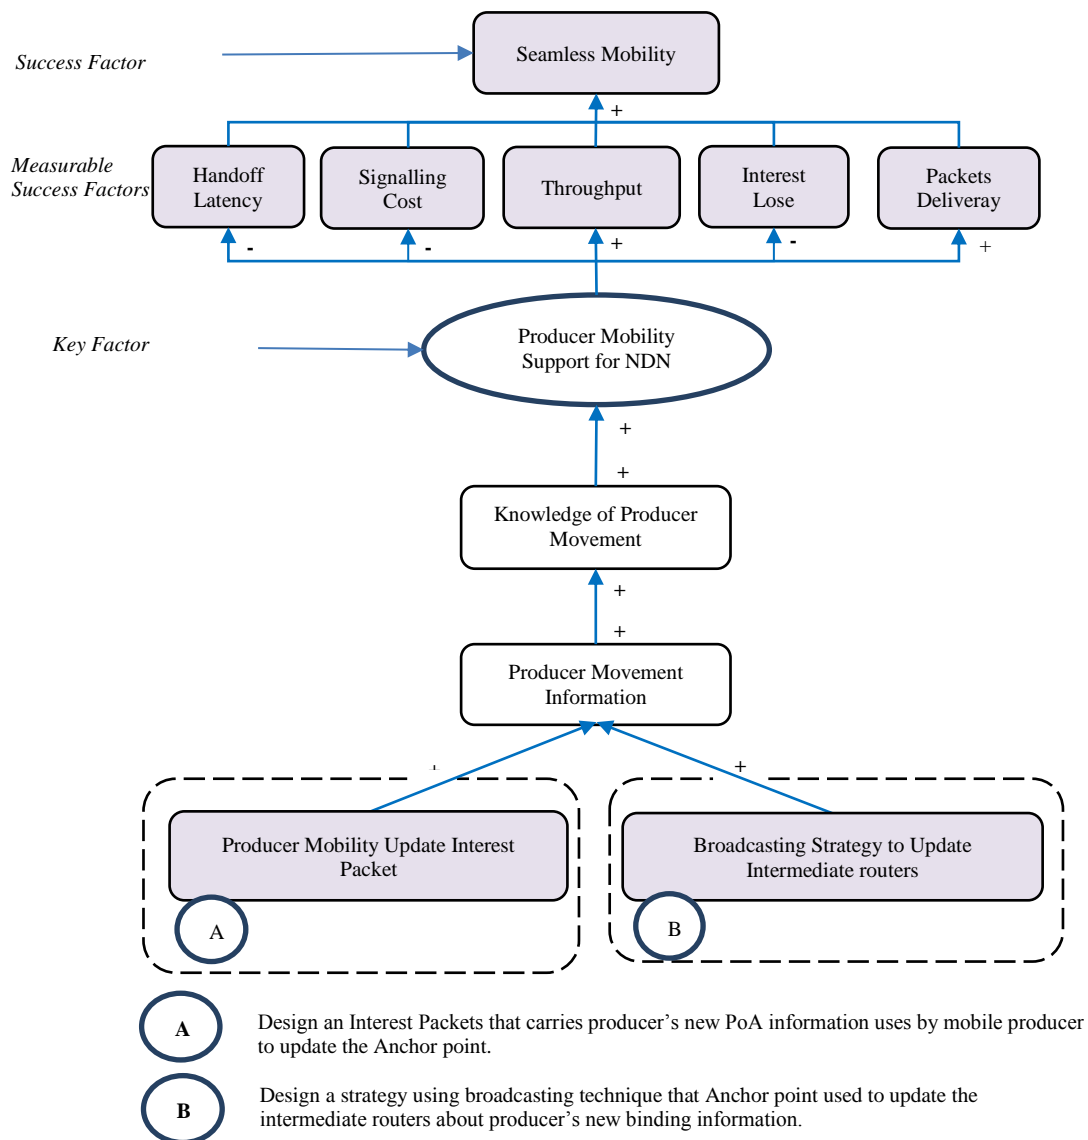 Success Factor
Seamless Mobility
+
Measurable
Success Factors
Handoff
Latency
Signalling
Cost
Throughput
Interest
Lose
Packets
Deliveray
-
-
+
-
+
Key Factor
Producer Mobility
Support for NDN
+
+
Knowledge of Producer
Movement
+
+
Producer Movement
Information
+
+
Producer Mobility Update Interest
Packet
A
Broadcasting Strategy to Update
Intermediate routers
B
A
Design an Interest Packets that carries producer’s new PoA information uses by mobile producer
to update the Anchor point.
B
Design a strategy using broadcasting technique that Anchor point used to update the
intermediate routers about producer’s new binding information.